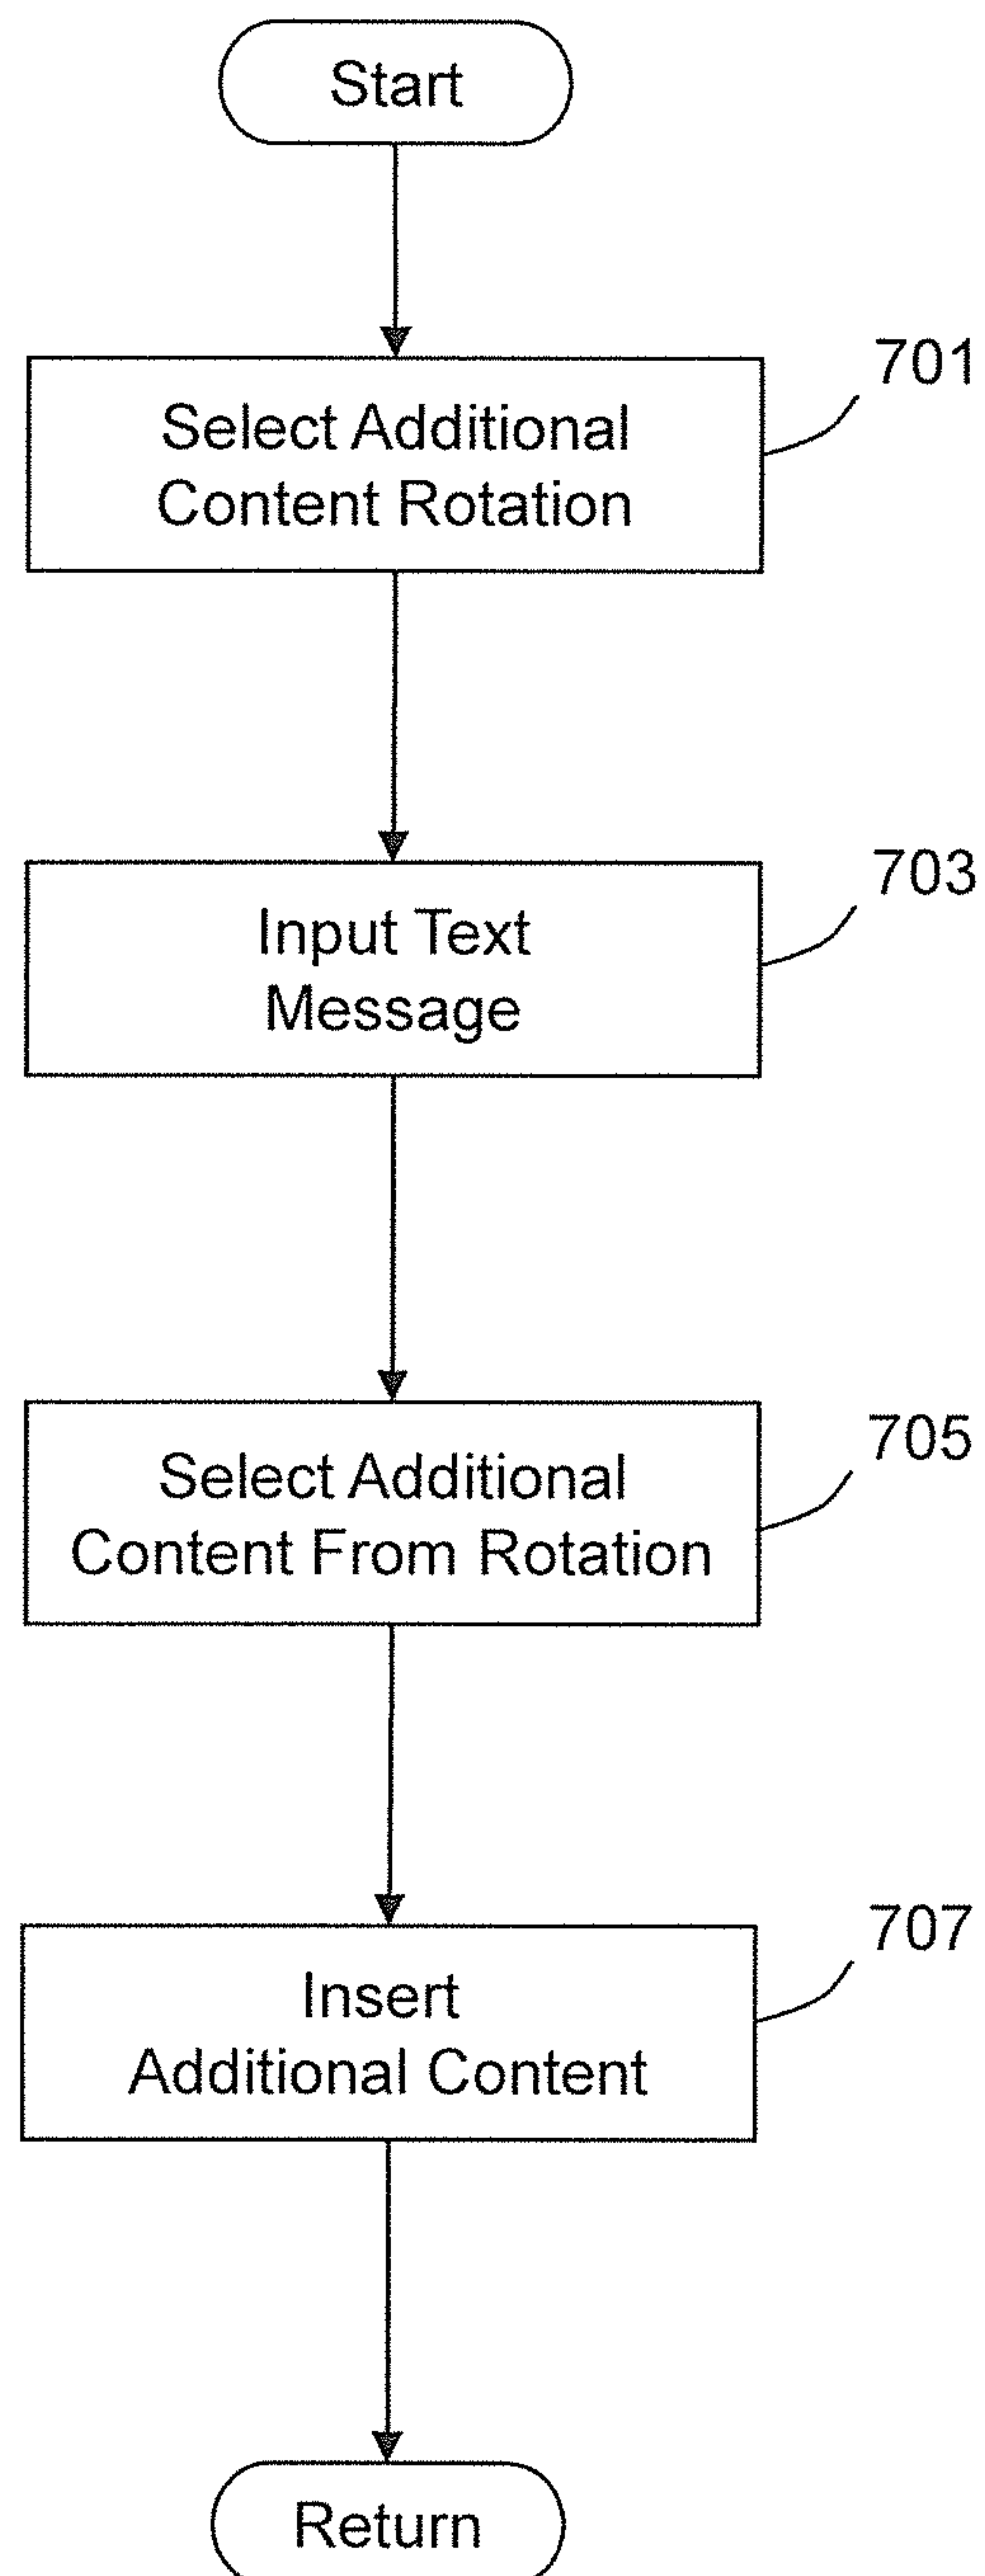 Start
701
Select Additional
Content Rotation
703
Input Text
Message
705
Select Additional
Content From Rotation
707
Insert
Additional Content
Return